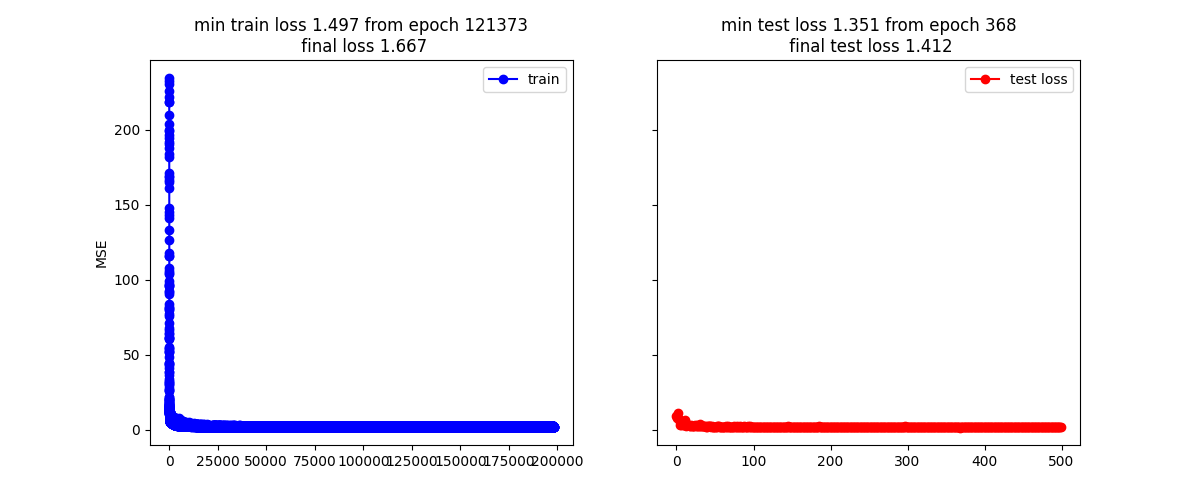 min train loss 1.497 from epoch 121373
final loss 1.667
min test loss 1.351 from epoch 368
final test loss 1.412
train
test loss
MSE
200
150
100
50
0
0 25000 50000 75000 100000 125000 150000 175000 200000
0 100 200 300 400 500